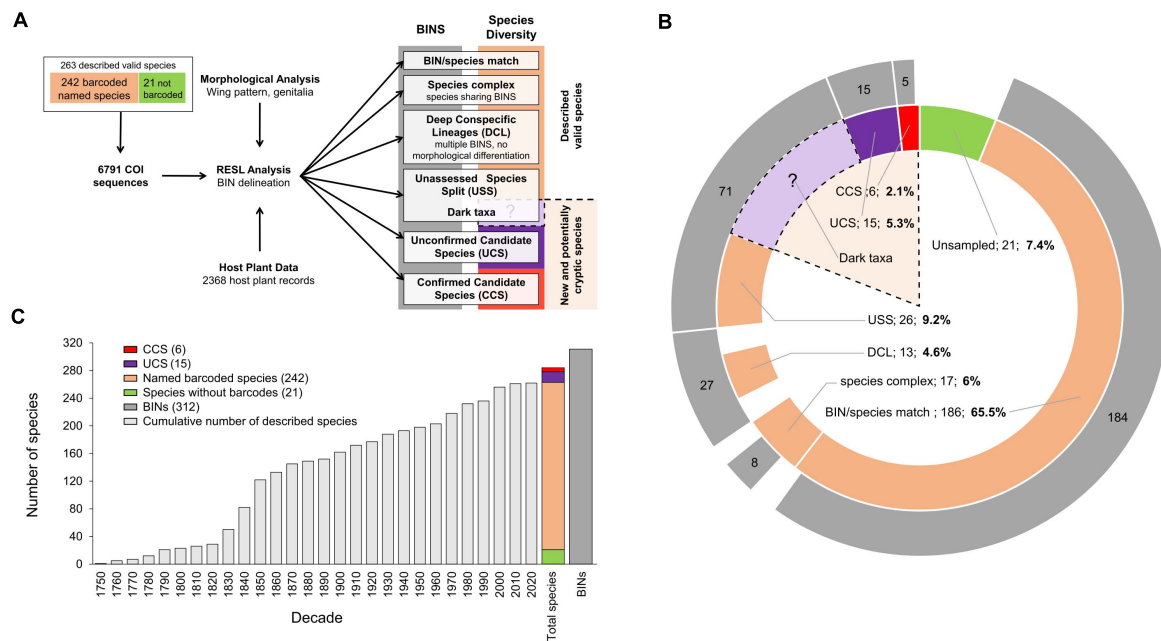 A
263 described valid species
242 barcoded
named species
21 not
barcoded
Morphological Analysis
Wing pattern, genitalia
6791 COI
sequences
RESL Analysis
BIN delineation
Host Plant Data
2368 host plant records
BINS
Species
Diversity
BIN/species match
Species complex
species sharing BINS
Deep Conspecific
Lineages (DCL)
multiple BINS, no
morphological differentiation
Unassessed Species
Split (USS)
Dark taxa
?
Unconfirmed Candidate
Species (UCS)
Confirmed Candidate
Species (CCS)
Described
valid species
New and potentially
cryptic species
B
5
15
71
27
8
184
?
CCS ;6; 2.1%
UCS; 15; 5.3%
Dark taxa
Unsampled; 21; 7.4%
USS; 26; 9.2%
DCL; 13; 4.6%
species complex; 17; 6%
BIN/species match ; 186; 65.5%
C
Number of species
320
280
240
200
160
120
80
40
0
CCS (6)
UCS (15)
Named barcoded species (242)
Species without barcodes (21)
BINs (312)
Cumulative number of described species
1750
1760
1770
1780
1790
1800
1810
1820
1830
1840
1850
1860
1870
1880
1890
1900
1910
1920
1930
1940
1950
1960
1970
1980
1990
2000
2010
2020
Total species
BINs
Decade